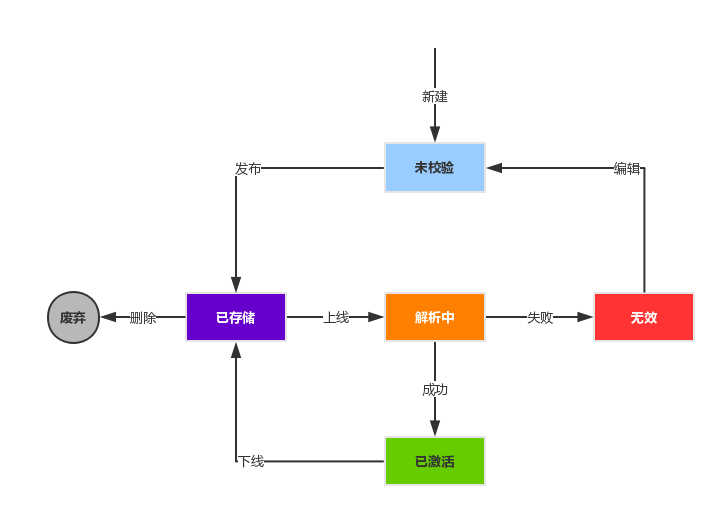 新建
发布
未校验
编辑
废弃
删除
已存储
上线
解析中
失败
无效
成功
下线
已激活